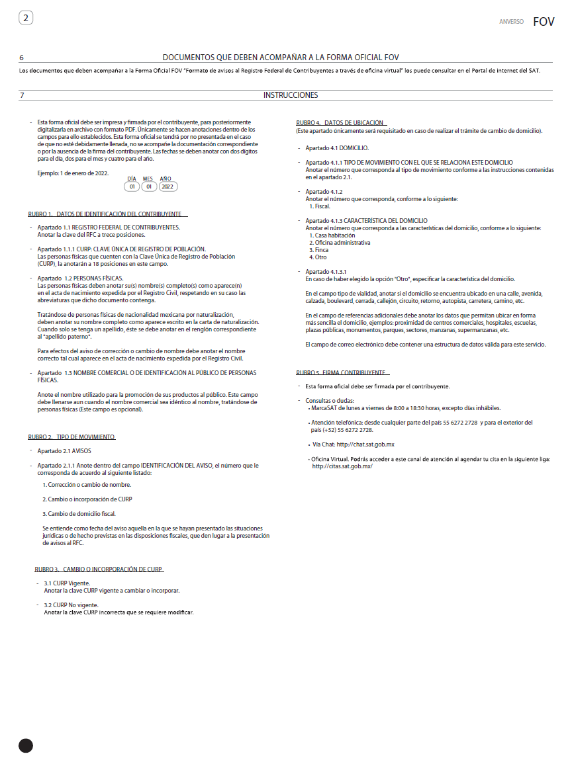 2
ANVERSO FOV
6 DOCUMENTOS QUE DEBEN ACOMPAÑAR A LA FORMA OFICIAL FOV
Los documentos que deben acompañar a la Forma Oficial FOV "Formato de avisos al Registro Federal de Contribuyentes a través de oficina virtual" los puede consultar en el Portal de Internet del SAT.
7 INSTRUCCIONES
- Esta forma oficial debe ser impresa y firmada por el contribuyente, para posteriormente
digitalizarla en archivo con formato PDF. Únicamente se hacen anotaciones dentro de los
campos para ello establecidos. Esta forma oficial se tendrá por no presentada en el caso
de que no esté debidamente llenada, no se acompañe la documentación correspondiente
o por la ausencia de la firma del contribuyente. Las fechas se deben anotar con dos dígitos
para el día, dos para el mes y cuatro para el año.
Ejemplo: 1 de enero de 2022.
DÍA MES AÑO
01 01 2022
RUBRO 1. DATOS DE IDENTIFICACIÓN DEL CONTRIBUYENTE
- Apartado 1.1 REGISTRO FEDERAL DE CONTRIBUYENTES.
Anotar la clave del RFC a trece posiciones.
- Apartado 1.1.1 CURP. CLAVE ÚNICA DE REGISTRO DE POBLACIÓN.
Las personas físicas que cuenten con la Clave Única de Registro de Población
(CURP), la anotarán a 18 posiciones en este campo.
- Apartado 1.2 PERSONAS FÍSICAS.
Las personas físicas deben anotar su(s) nombre(s) completo(s) como aparece(n)
en el acta de nacimiento expedida por el Registro Civil, respetando en su caso las
abreviaturas que dicho documento contenga.
Tratándose de personas físicas de nacionalidad mexicana por naturalización,
deben anotar su nombre completo como aparece escrito en la carta de naturalización.
Cuando solo se tenga un apellido, éste se debe anotar en el renglón correspondiente
al "apellido paterno".
Para efectos del aviso de corrección o cambio de nombre debe anotar el nombre
correcto tal cual aparece en el acta de nacimiento expedida por el Registro Civil.
- Apartado 1.3 NOMBRE COMERCIAL O DE IDENTIFICACIÓN AL PÚBLICO DE PERSONAS
FÍSICAS.
Anote el nombre utilizado para la promoción de sus productos al público. Este campo
debe llenarse aun cuando el nombre comercial sea idéntico al nombre, tratándose de
personas físicas (Este campo es opcional).
RUBRO 2. TIPO DE MOVIMIENTO
- Apartado 2.1 AVISOS
- Apartado 2.1.1 Anote dentro del campo IDENTIFICACIÓN DEL AVISO, el número que le
corresponda de acuerdo al siguiente listado:
1. Corrección o cambio de nombre.
2. Cambio o incorporación de CURP
3. Cambio de domicilio fiscal.
Se entiende como fecha del aviso aquella en la que se hayan presentado las situaciones
jurídicas o de hecho previstas en las disposiciones fiscales, que den lugar a la presentación
de avisos al RFC.
RUBRO 3. CAMBIO O INCORPORACIÓN DE CURP.
- 3.1 CURP Vigente.
Anotar la clave CURP vigente a cambiar o incorporar.
- 3.2 CURP No vigente.
Anotar la clave CURP incorrecta que se requiere modificar.
RUBRO 4. DATOS DE UBICACIÓN
(Este apartado únicamente será requisitado en caso de realizar el trámite de cambio de domicilio).
- Apartado 4.1 DOMICILIO.
- Apartado 4.1.1 TIPO DE MOVIMIENTO CON EL QUE SE RELACIONA ESTE DOMICILIO
Anotar el número que corresponda al tipo de movimiento conforme a las instrucciones contenidas
en el apartado 2.1.
- Apartado 4.1.2
Anotar el número que corresponda, conforme a lo siguiente:
1. Fiscal.
- Apartado 4.1.3 CARACTERÍSTICA DEL DOMICILIO
Anotar el número que corresponda a las características del domicilio, conforme a lo siguiente:
1. Casa habitación
2. Oficina administrativa
3. Finca
4. Otro
- Apartado 4.1.3.1
En caso de haber elegido la opción "Otro", especificar la característica del domicilio.
En el campo tipo de vialidad, anotar si el domicilio se encuentra ubicado en una calle, avenida,
calzada, boulevard, cerrada, callejón, circuito, retorno, autopista, carretera, camino, etc.
En el campo de referencias adicionales debe anotar los datos que permitan ubicar en forma
más sencilla el domicilio, ejemplos: proximidad de centros comerciales, hospitales, escuelas,
plazas públicas, monumentos, parques, sectores, manzanas, supermanzanas, etc.
El campo de correo electrónico debe contener una estructura de datos válida para este servicio.
RUBRO 5. FIRMA CONTRIBUYENTE
- Esta forma oficial debe ser firmada por el contribuyente.
- Consultas o dudas:
• MarcaSAT de lunes a viernes de 8:00 a 18:30 horas, excepto días inhábiles.
• Atención telefónica: desde cualquier parte del país 55 6272 2728 y para el exterior del
país (+52) 55 6272 2728.
• Vía Chat: http://chat.sat.gob.mx
• Oficina Virtual. Podrás acceder a este canal de atención al agendar tu cita en la siguiente liga:
http://citas.sat.gob.mx/